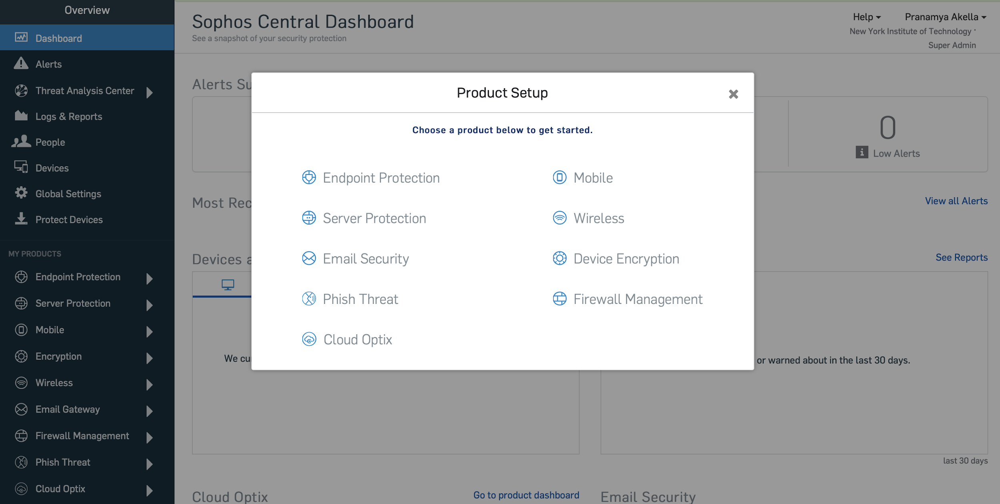 Overview
Dashboard
Alerts
Threat Analysis Center
Logs & Reports
People
Devices
Global Settings
Protect Devices
MY PRODUCTS
Endpoint Protection
Server Protection
Mobile
Encryption
Wireless
Email Gateway
Firewall Management
Phish Threat
Cloud Optix
Sophos Central Dashboard
See a snapshot of your security protection
Help
Pranamya Akella
New York Institute of Technology ·
Super Admin
Alerts Su
0
Low Alerts
Most Rec
View all Alerts
Devices a
See Reports
We cu
or warned about in the last 30 days.
last 30 days
Cloud Optix
Go to product dashboard
Email Security
Product Setup
Choose a product below to get started.
Endpoint Protection
Mobile
Server Protection
Wireless
Email Security
Device Encryption
Phish Threat
Firewall Management
Cloud Optix